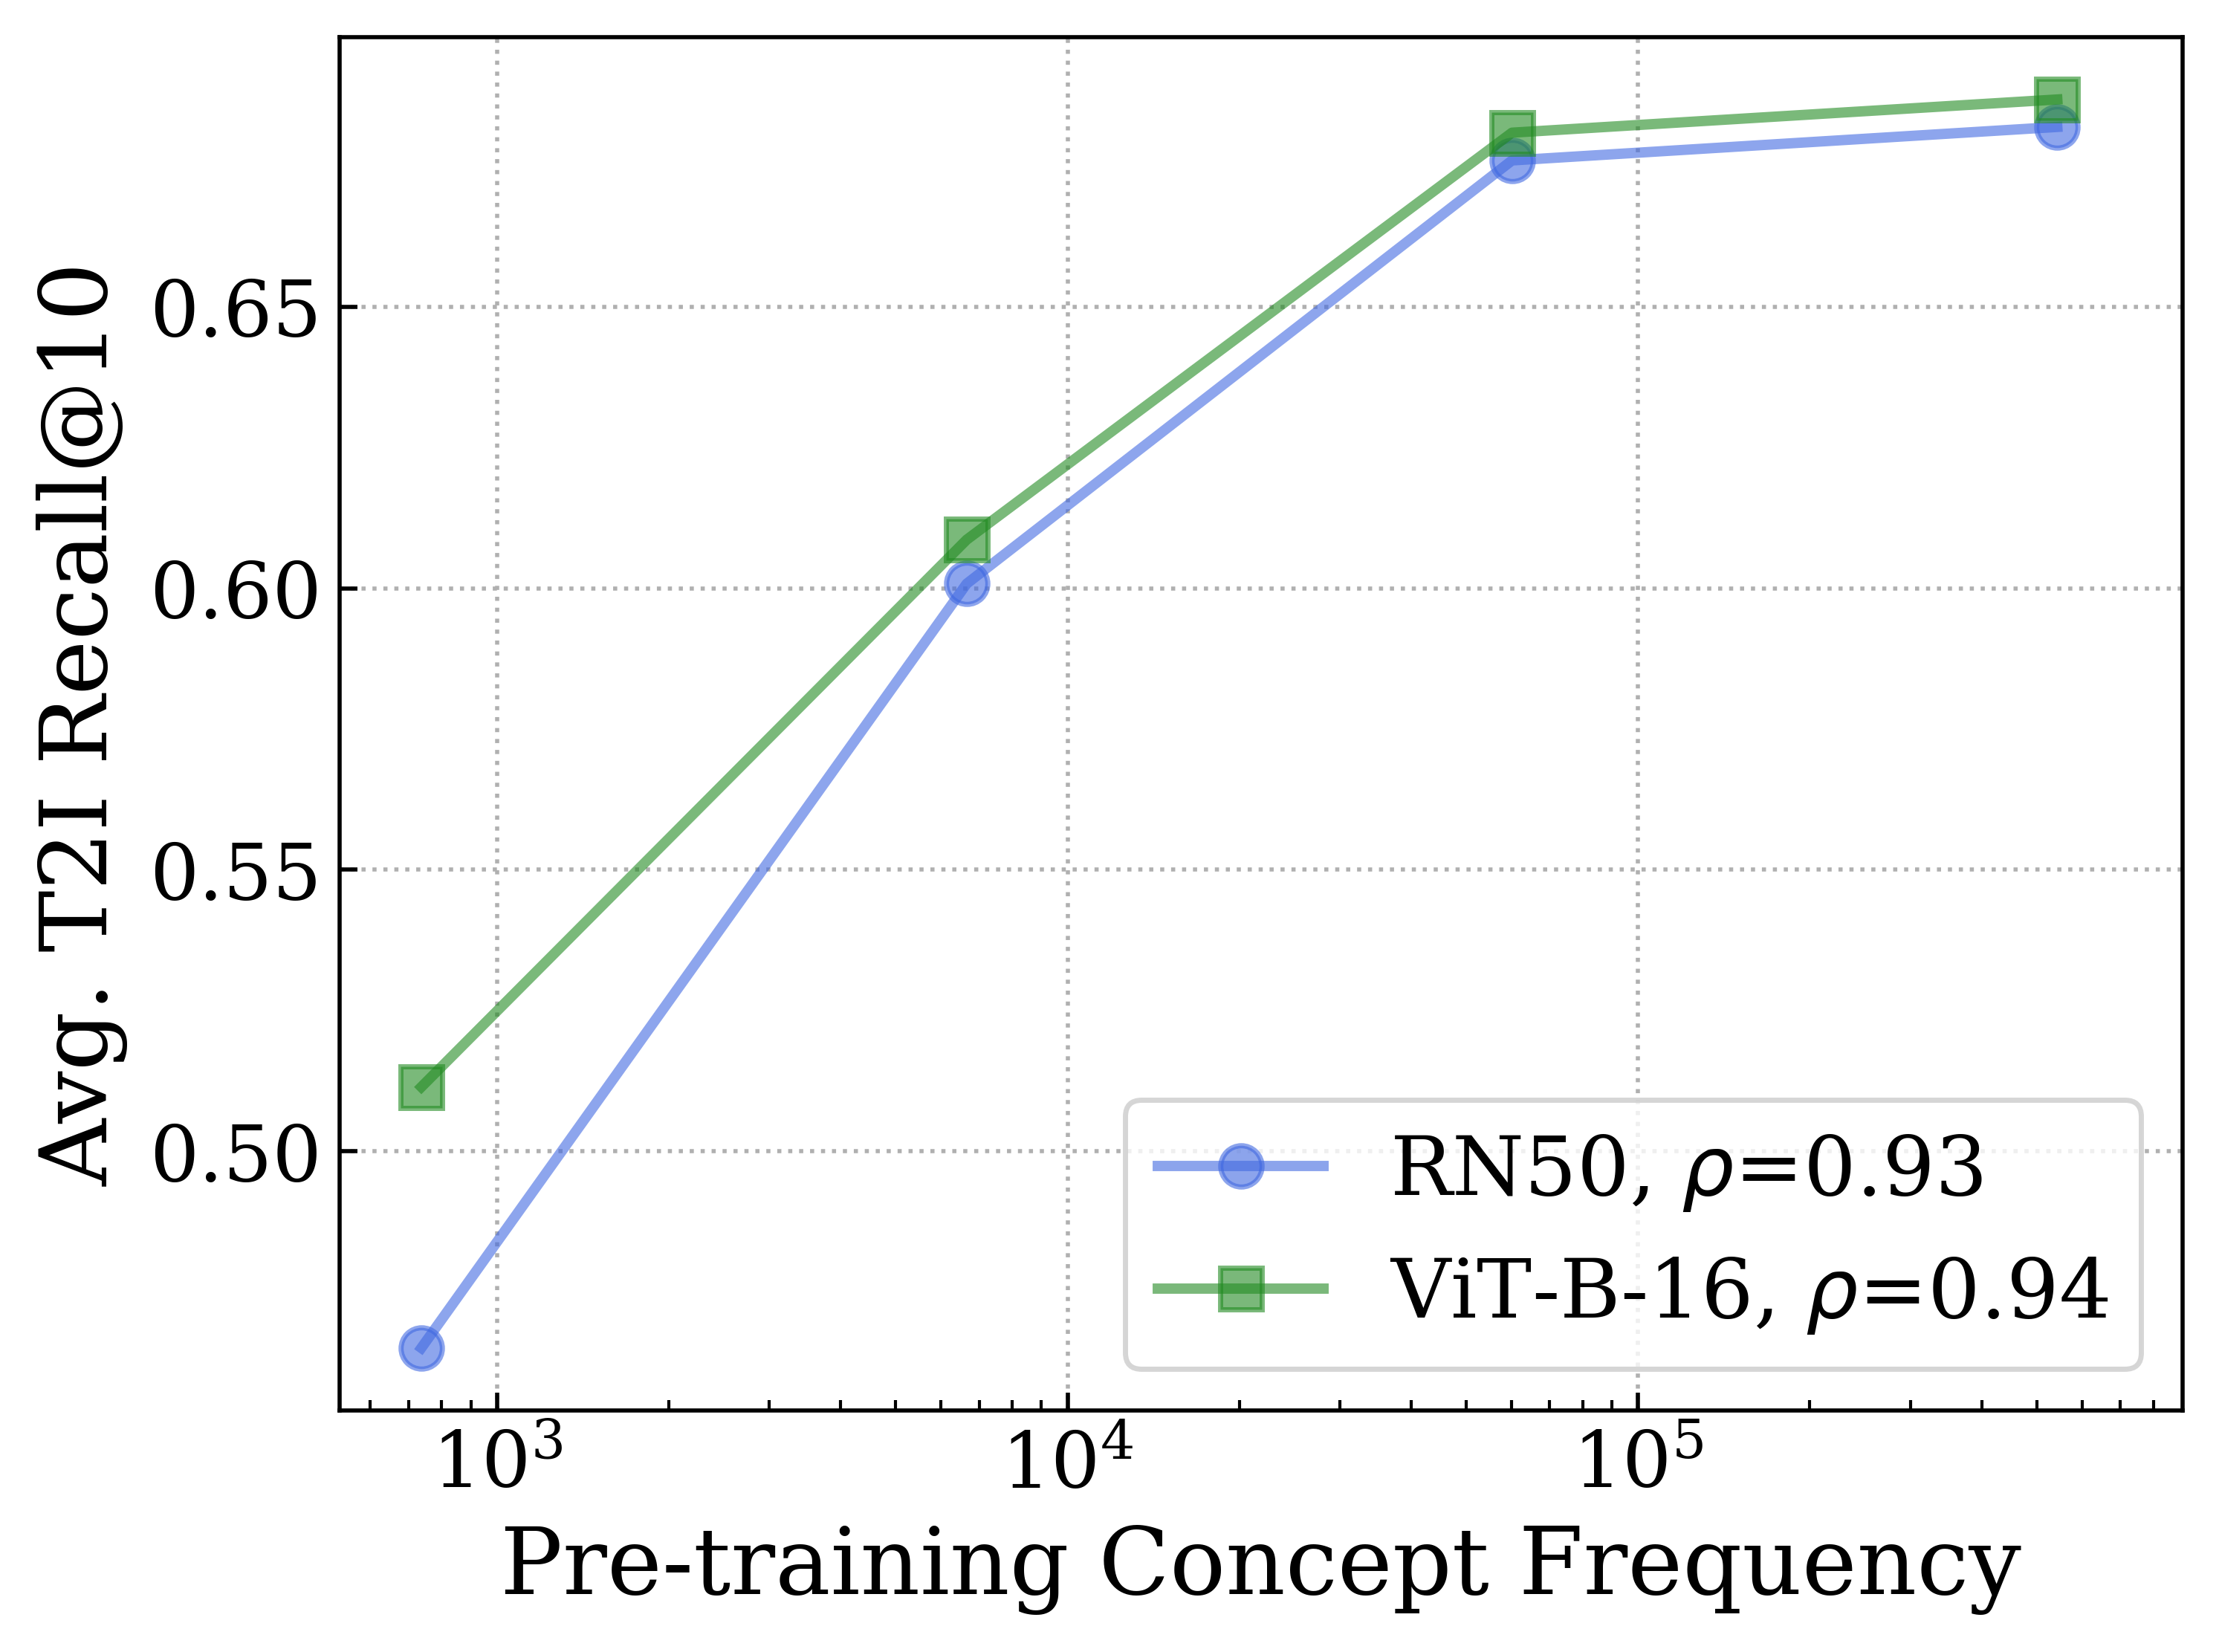 Avg. T2I Recall@10
0.65
0.60
0.55
0.50
RN50, ρ=0.93
ViT-B-16, ρ=0.94
10³
10⁴
10⁵
Pre-training Concept Frequency